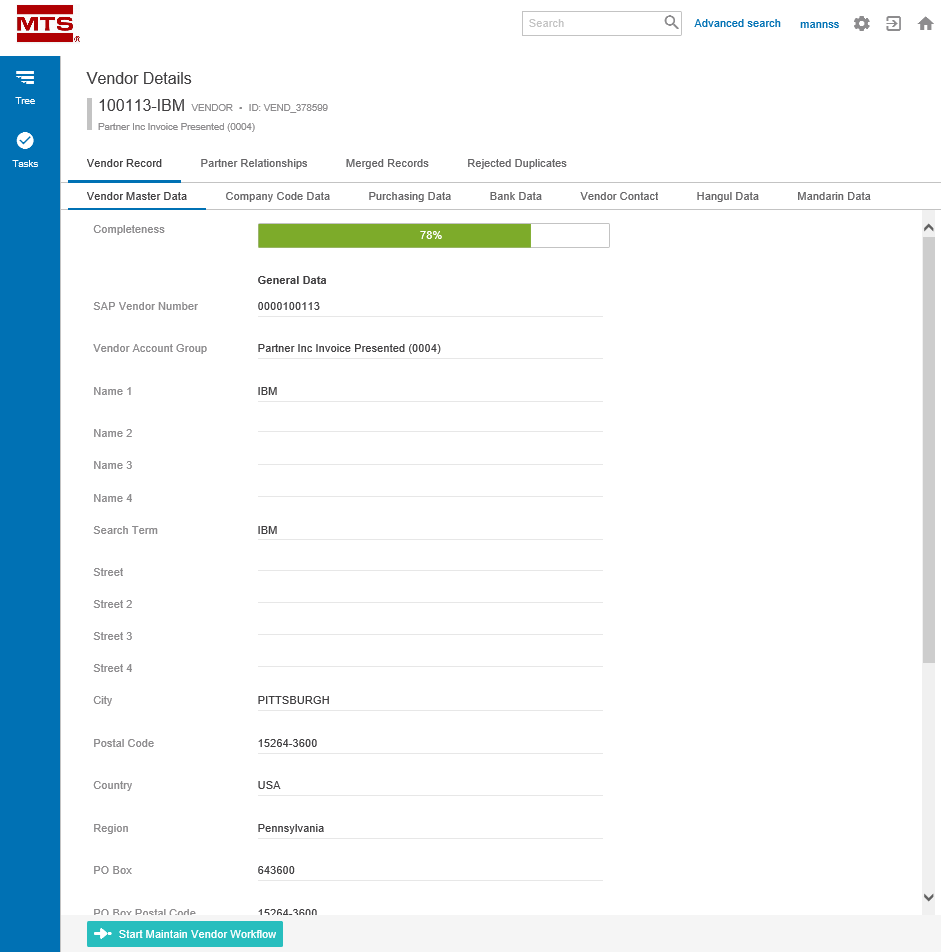 MTS®
Search
Advanced search
mannss
Tree
Tasks
Vendor Details
100113-IBM VENDOR • ID: VEND_378599
Partner Inc Invoice Presented (0004)
Vendor Record Partner Relationships Merged Records Rejected Duplicates
Vendor Master Data Company Code Data Purchasing Data Bank Data Vendor Contact Hangul Data Mandarin Data
Completeness 78%
General Data
SAP Vendor Number 0000100113
Vendor Account Group Partner Inc Invoice Presented (0004)
Name 1 IBM
Name 2
Name 3
Name 4
Search Term IBM
Street
Street 2
Street 3
Street 4
City PITTSBURGH
Postal Code 15264-3600
Country USA
Region Pennsylvania
PO Box 643600
PO Box Postal Code 15264-3600
Start Maintain Vendor Workflow